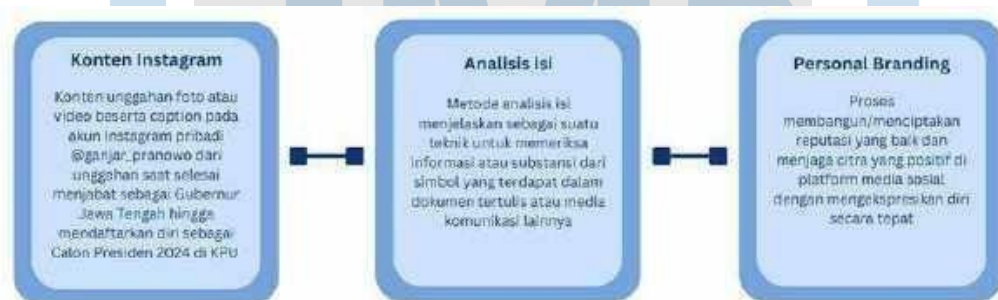 Konten Instagram
Konten unggahan foto atau
video beserta caption pada
akun Instagram pribadi
@ganjar_pranowo dari
unggahan saat selesai
menjabat sebagai Gubernur
Jawa Tengah hingga
mendaftarkan diri sebagai
Calon Presiden 2024 di KPU
Analisis isi
Metode analisis isi
menjelaskan sebagai suatu
teknik untuk memeriksa
informasi atau substansi dari
simbol yang terdapat dalam
dokumen tertulis atau media
komunikasi lainnya
Personal Branding
Proses
membangun/menciptakan
reputasi yang baik dan
menjaga citra yang positif di
platform media sosial
dengan mengekspresikan diri
secara tepat